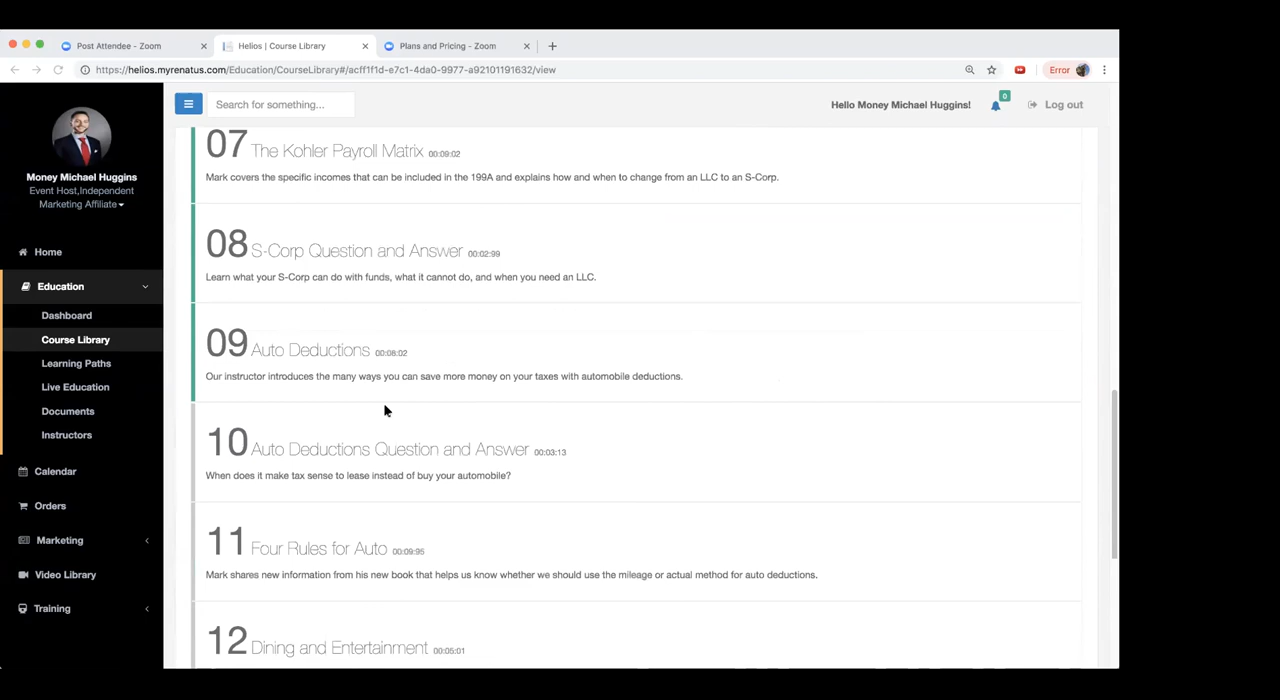 Post Attendee - Zoom
Helios | Course Library
Plans and Pricing - Zoom
https://helios.myrenatus.com/Education/CourseLibrary#/acff1f1d-e7c1-4da0-9977-a92101191632/view
Error
Search for something...
Hello Money Michael Huggins!
0
Log out
Money Michael Huggins
Event Host,Independent
Marketing Affiliate
Home
Education
Dashboard
Course Library
Learning Paths
Live Education
Documents
Instructors
Calendar
Orders
Marketing
Video Library
Training
07 The Kohler Payroll Matrix 00:09:02
Mark covers the specific incomes that can be included in the 199A and explains how and when to change from an LLC to an S-Corp.
08 S-Corp Question and Answer 00:02:99
Learn what your S-Corp can do with funds, what it cannot do, and when you need an LLC.
09 Auto Deductions 00:08:02
Our instructor introduces the many ways you can save more money on your taxes with automobile deductions.
10 Auto Deductions Question and Answer 00:03:13
When does it make tax sense to lease instead of buy your automobile?
11 Four Rules for Auto 00:09:95
Mark shares new information from his new book that helps us know whether we should use the mileage or actual method for auto deductions.
12 Dining and Entertainment 00:05:01